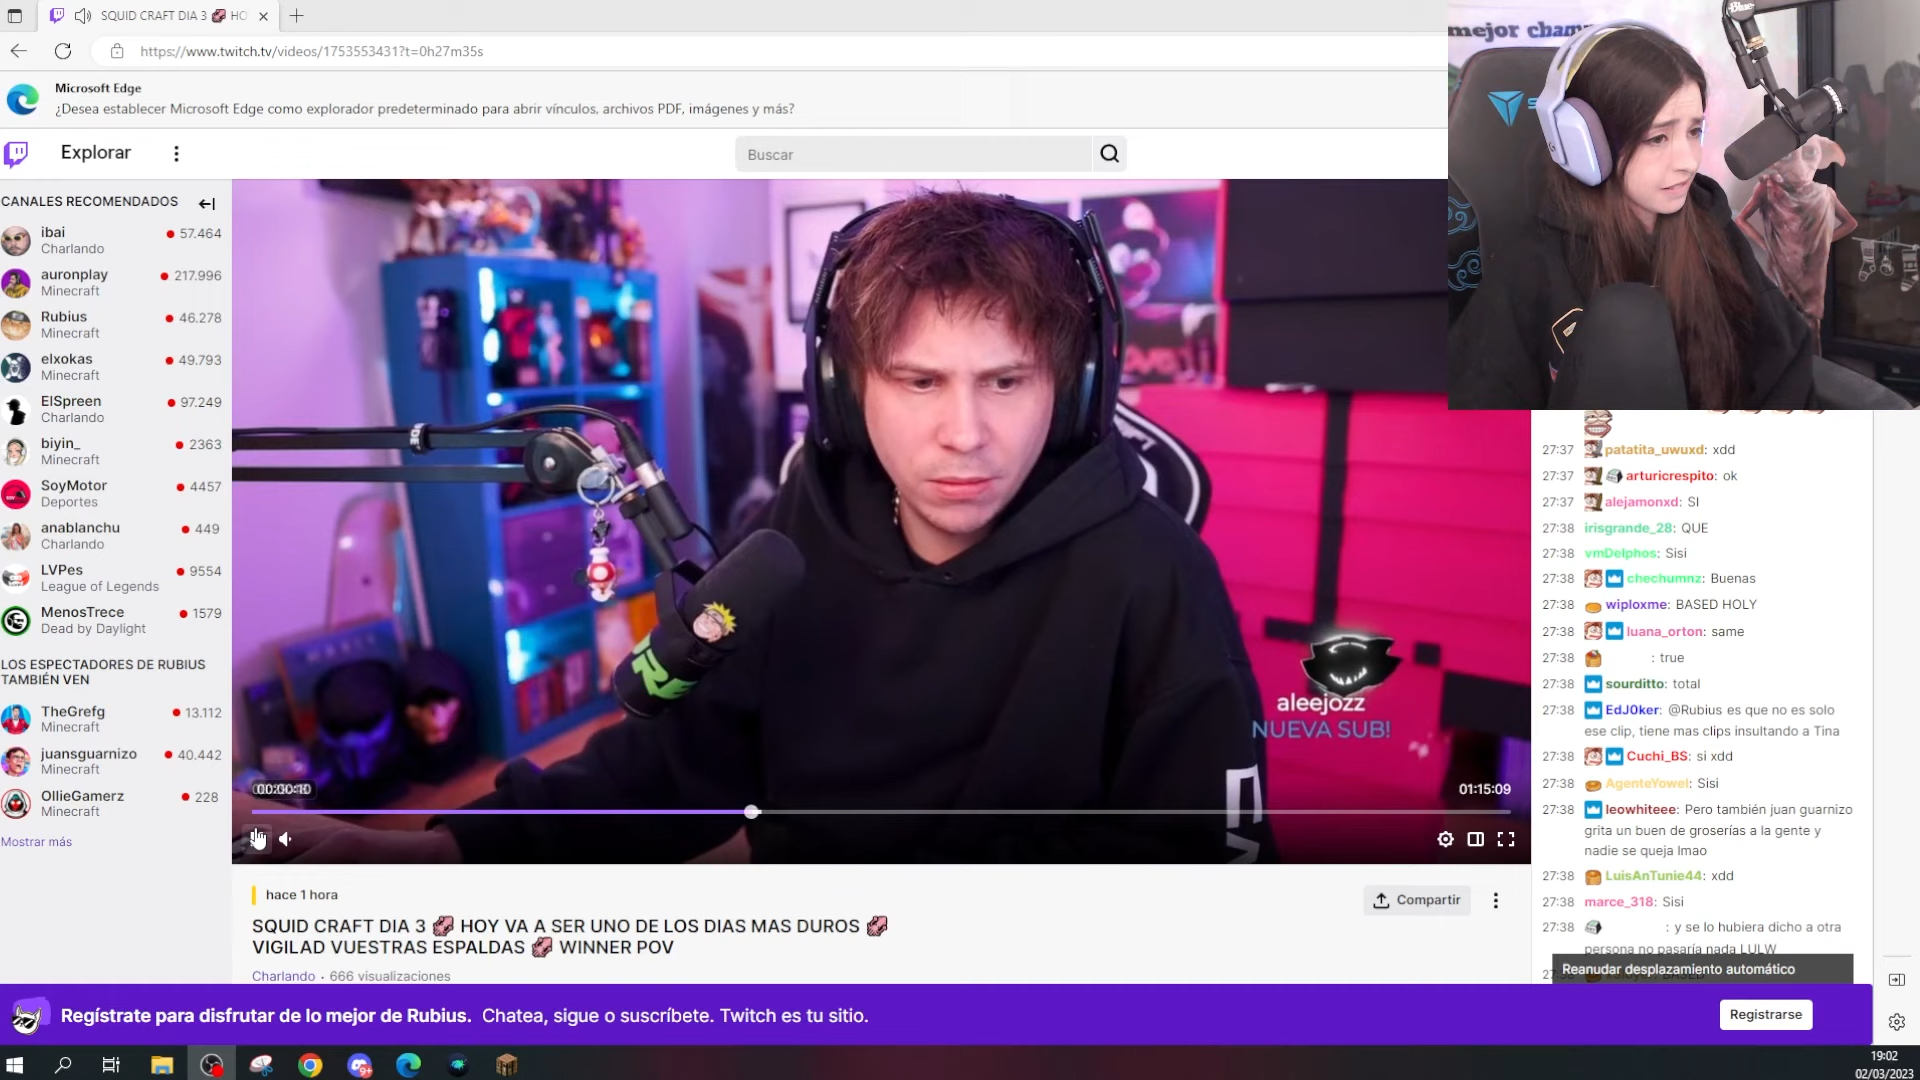 SQUID CRAFT DIA 3 🦑 HO
https://www.twitch.tv/videos/1753553431?t=0h27m35s
Microsoft Edge
¿Desea establecer Microsoft Edge como explorador predeterminado para abrir vínculos, archivos PDF, imágenes y más?
Explorar
Buscar
CANALES RECOMENDADOS
ibai
57.464
Charlando
auronplay
217.996
Minecraft
Rubius
46.278
Minecraft
elxokas
49.793
Minecraft
ElSpreen
97.249
Charlando
biyin_
2363
Minecraft
SoyMotor
4457
Deportes
anablanchu
449
Charlando
LVPes
9554
League of Legends
MenosTrece
1579
Dead by Daylight
LOS ESPECTADORES DE RUBIUS
TAMBIÉN VEN
TheGrefg
13.112
Minecraft
juansguarnizo
40.442
Minecraft
OllieGamerz
228
Minecraft
Mostrar más
mejor cham
Blue
aleejozz
NUEVA SUB!
01:15:09
27:37 patatita_uwuxd: xdd
27:37 arturicrespito: ok
27:37 alejamonxd: SI
27:38 irisgrande_28: QUE
27:38 vmDelphos: Sisi
27:38 chechumnz: Buenas
27:38 wiploxme: BASED HOLY
27:38 luana_orton: same
27:38 : true
27:38 sourditto: total
27:38 EdJ0ker: @Rubius es que no es solo
ese clip, tiene mas clips insultando a Tina
27:38 Cuchi_BS: si xdd
27:38 AgenteYowel: Sisi
27:38 leowhiteee: Pero también juan guarnizo
grita un buen de groserías a la gente y
nadie se queja lmao
27:38 LuisAnTunie44: xdd
27:38 marce_318: Sisi
27:38 : y se lo hubiera dicho a otra
persona no pasaría nada LULW
Reanudar desplazamiento automático
hace 1 hora
Compartir
SQUID CRAFT DIA 3 🦑 HOY VA A SER UNO DE LOS DIAS MAS DUROS 🦑
VIGILAD VUESTRAS ESPALDAS 🦑 WINNER POV
Charlando · 666 visualizaciones
Regístrate para disfrutar de lo mejor de Rubius. Chatea, sigue o suscríbete. Twitch es tu sitio.
Registrarse
9+
19:02
02/03/2023